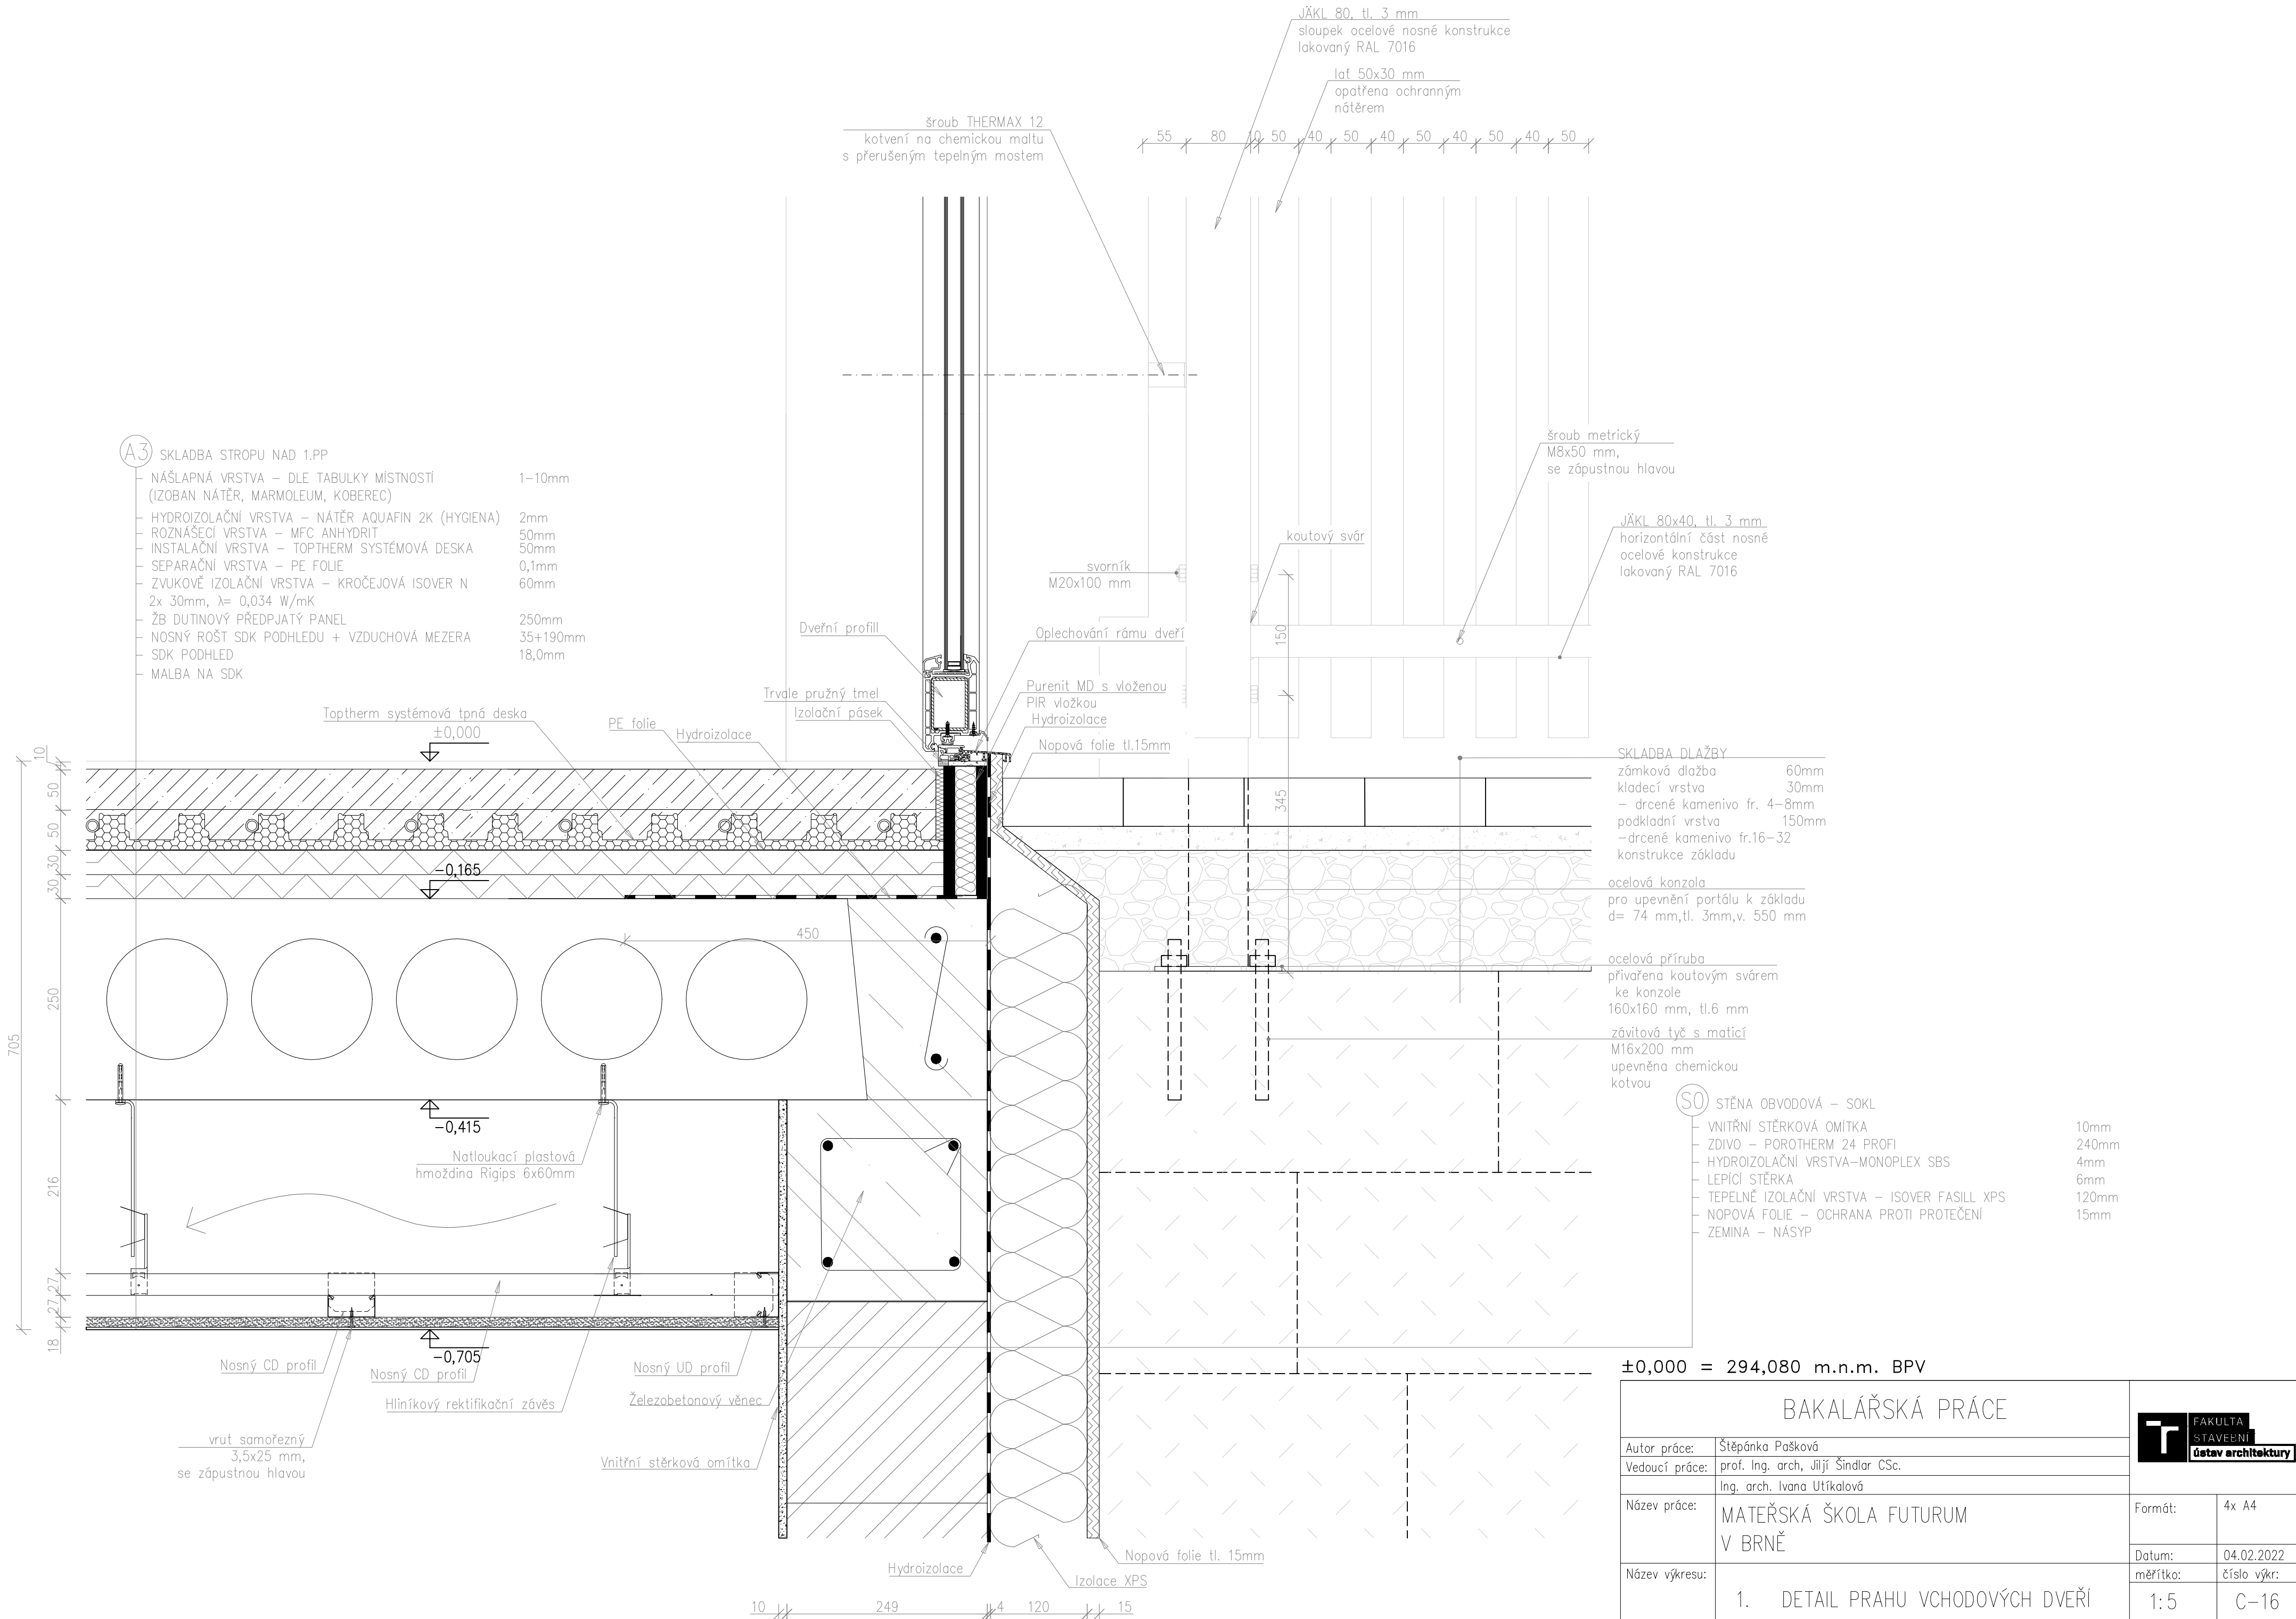 JÄKL 80, tl. 3 mm
sloupek ocelové nosné konstrukce
lakovaný RAL 7016
lať 50x30 mm
opatřena ochranným
nátěrem
šroub THERMAX 12
kotvení na chemickou maltu
s přerušeným tepelným mostem
55 80 10 50 40 50 40 50 40 50 40 50
A3 SKLADBA STROPU NAD 1.PP
NÁŠLAPNÁ VRSTVA – DLE TABULKY MÍSTNOSTÍ 1-10mm
(IZOBAN NÁTĚR, MARMOLEUM, KOBEREC)
HYDROIZOLAČNÍ VRSTVA – NÁTĚR AQUAFIN 2K (HYGIENA) 2mm
ROZNÁŠECÍ VRSTVA – MFC ANHYDRIT 50mm
INSTALAČNÍ VRSTVA – TOPTHERM SYSTÉMOVÁ DESKA 50mm
SEPARAČNÍ VRSTVA – PE FOLIE 0,1mm
ZVUKOVĚ IZOLAČNÍ VRSTVA – KROČEJOVÁ ISOVER N 60mm
2x 30mm, λ= 0,034 W/mK
ŽB DUTINOVÝ PŘEDPJATÝ PANEL 250mm
NOSNÝ ROŠT SDK PODHLEDU + VZDUCHOVÁ MEZERA 35+190mm
SDK PODHLED 18,0mm
MALBA NA SDK
šroub metrický
M8x50 mm,
se zápustnou hlavou
JÄKL 80x40, tl. 3 mm
horizontální část nosné
ocelové konstrukce
lakovaný RAL 7016
koutový svár
svorník
M20x100 mm
150
345
Dveřní profill
Oplechování rámu dveří
Trvale pružný tmel
Izolační pásek
Purenit MD s vloženou
PIR vložkou
Hydroizolace
Nopová folie tl.15mm
Toptherm systémová tpná deska
±0,000
PE folie
Hydroizolace
SKLADBA DLAŽBY
zámková dlažba 60mm
kladecí vrstva 30mm
– drcené kamenivo fr. 4-8mm
podkladní vrstva 150mm
-drcené kamenivo fr.16-32
konstrukce základu
ocelová konzola
pro upevnění portálu k základu
d= 74 mm,tl. 3mm,v. 550 mm
ocelová příruba
přivařena koutovým svárem
ke konzole
160x160 mm, tl.6 mm
závitová tyč s maticí
M16x200 mm
upevněna chemickou
kotvou
10
50
50
30
30
250
216
27
27
18
705
-0,165
450
-0,415
Natloukací plastová
hmoždina Rigips 6x60mm
-0,705
Nosný CD profil
Nosný CD profil
Hliníkový rektifikační závěs
Nosný UD profil
Železobetonový věnec
vrut samořezný
3,5x25 mm,
se zápustnou hlavou
Vnitřní stěrková omítka
Hydroizolace
Izolace XPS
Nopová folie tl. 15mm
10 249 4 120 15
S0 STĚNA OBVODOVÁ – SOKL
VNITŘNÍ STĚRKOVÁ OMÍTKA 10mm
ZDIVO – POROTHERM 24 PROFI 240mm
HYDROIZOLAČNÍ VRSTVA-MONOPLEX SBS 4mm
LEPÍCÍ STĚRKA 6mm
TEPELNĚ IZOLAČNÍ VRSTVA – ISOVER FASILL XPS 120mm
NOPOVÁ FOLIE – OCHRANA PROTI PROTEČENÍ 15mm
ZEMINA – NÁSYP
±0,000 = 294,080 m.n.m. BPV
BAKALÁŘSKÁ PRÁCE
FAKULTA
STAVEBNÍ
ústav architektury
Autor práce: Štěpánka Pašková
Vedoucí práce: prof. Ing. arch, Jiljí Šindlar CSc.
Ing. arch. Ivana Utíkalová
Název práce: MATEŘSKÁ ŠKOLA FUTURUM
V BRNĚ
Formát: 4x A4
Datum: 04.02.2022
Název výkresu: 1. DETAIL PRAHU VCHODOVÝCH DVEŘÍ
měřítko: 1:5
číslo výkr: C-16